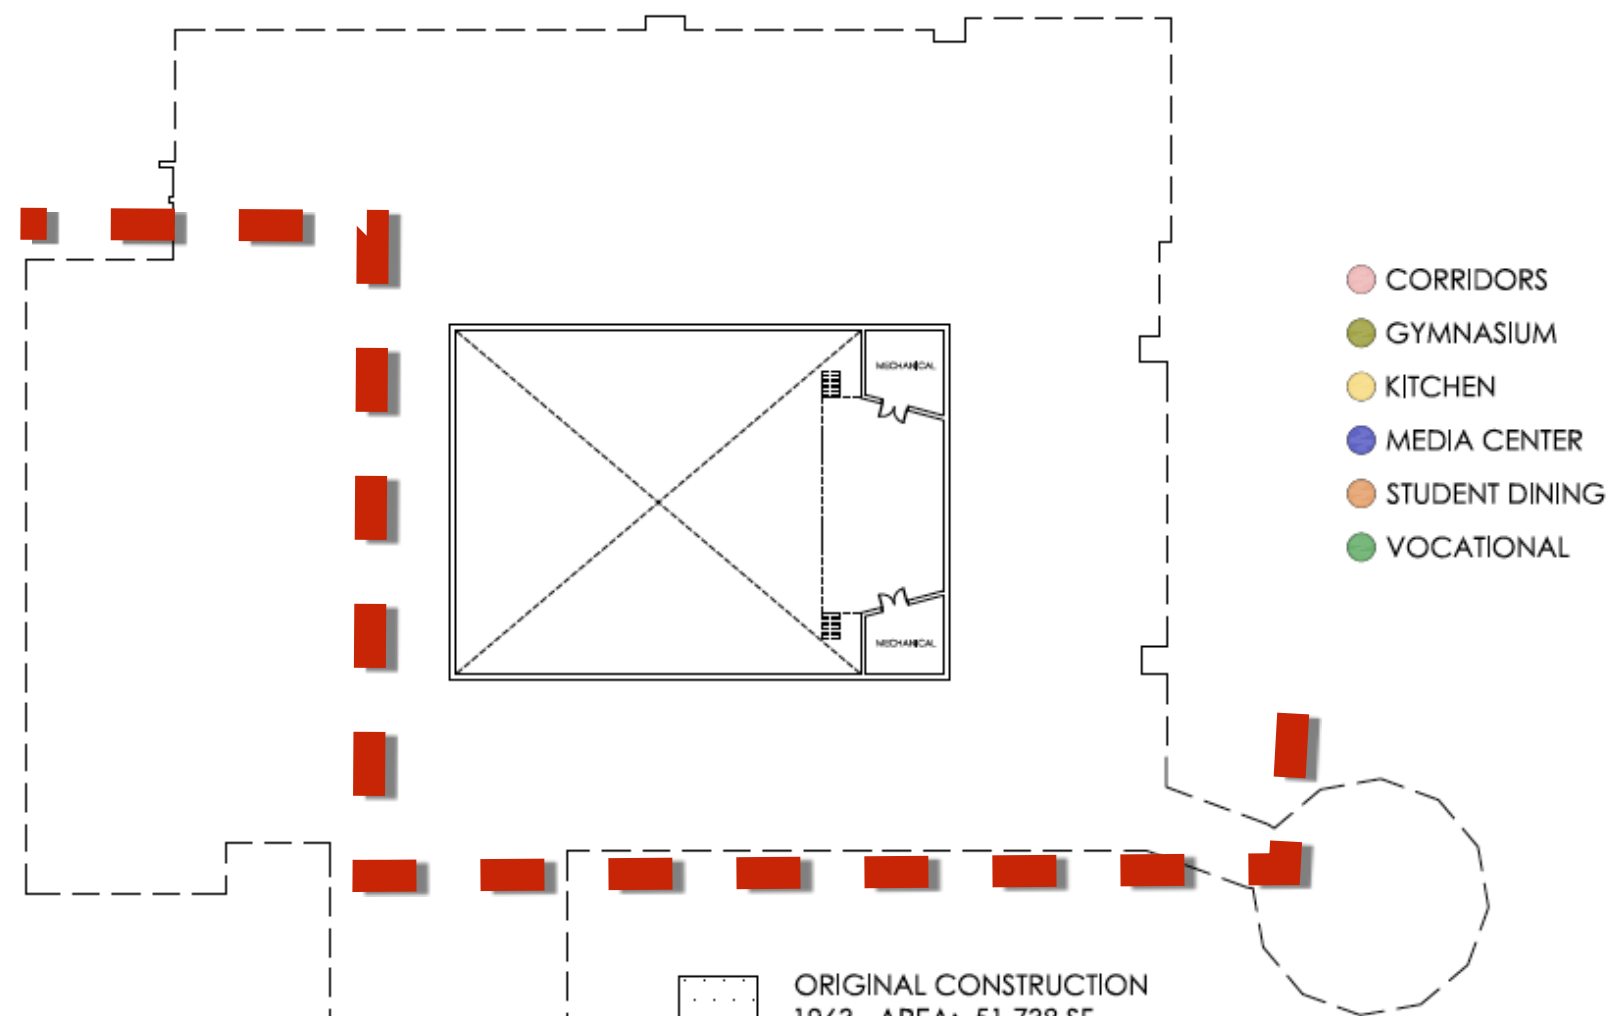 MECHANICAL
MECHANICAL
CORRIDORS
GYMNASIUM
KITCHEN
MEDIA CENTER
STUDENT DINING
VOCATIONAL
ORIGINAL CONSTRUCTION